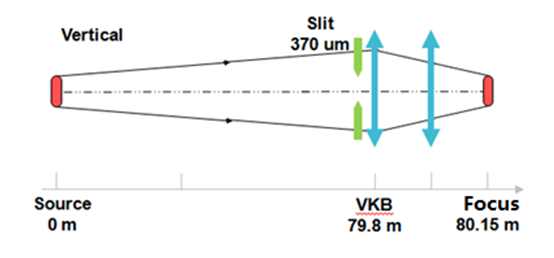 Vertical
Slit
370 um
Source
0 m
VKB
79.8 m
Focus
80.15 m